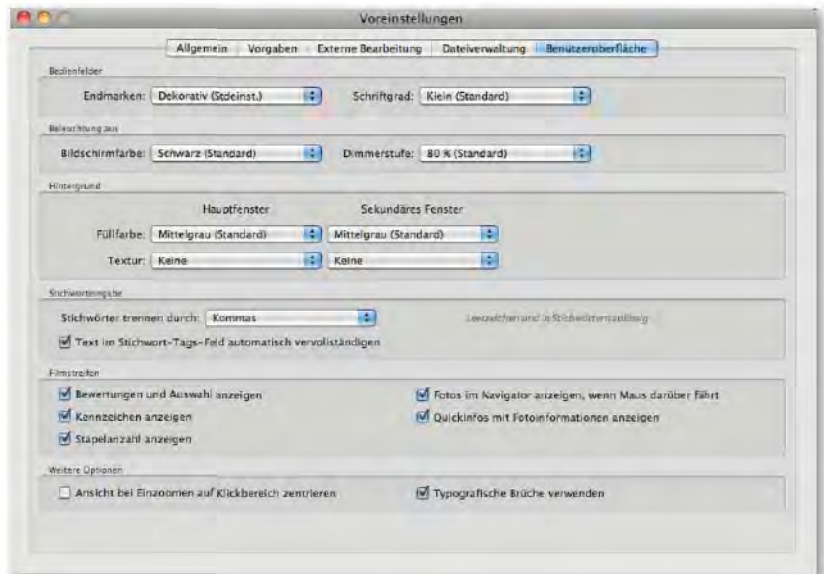 Voreinstellungen
Allgemein Vorgaben Externe Bearbeitung Dateiverwaltung Benutzeroberfläche
Bedienfelder
Endmarken: Dekorativ (Stdeinst.) Schriftgrad: Klein (Standard)
Beleuchtung aus
Bildschirmfarbe: Schwarz (Standard) Dimmerstufe: 80 % (Standard)
Hintergrund
Hauptfenster Sekundäres Fenster
Füllfarbe: Mittelgrau (Standard) Mittelgrau (Standard)
Textur: Keine Keine
Stichworteingabe
Stichwörter trennen durch: Kommas Leerzeichen sind in Stichwörtern zulässig
Text im Stichwort-Tags-Feld automatisch vervollständigen
Filmstreifen
Bewertungen und Auswahl anzeigen Fotos im Navigator anzeigen, wenn Maus darüber fährt
Kennzeichen anzeigen QuickInfos mit Fotoinformationen anzeigen
Stapelanzahl anzeigen
Weitere Optionen
Ansicht bei Einzoomen auf Klickbereich zentrieren Typografische Brüche verwenden